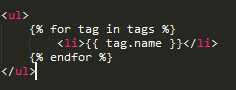 <ul>
    {% for tag in tags %}
        <li>{{ tag.name }}</li>
    {% endfor %}
</ul>